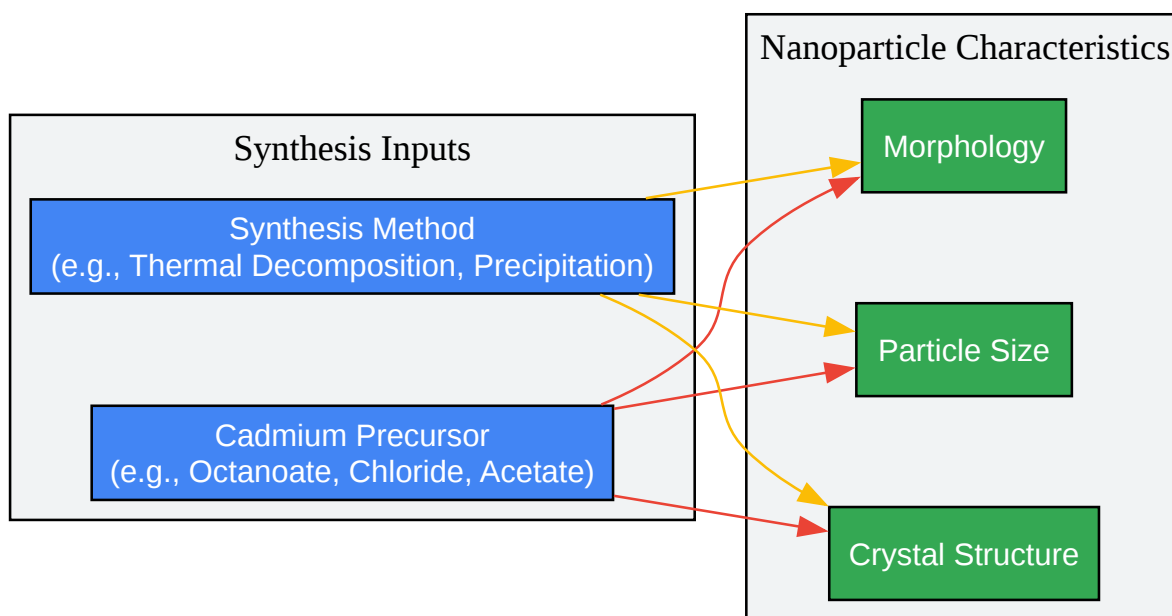 Synthesis Inputs
Synthesis Method
(e.g., Thermal Decomposition, Precipitation)
Cadmium Precursor
(e.g., Octanoate, Chloride, Acetate)
Nanoparticle Characteristics
Morphology
Particle Size
Crystal Structure